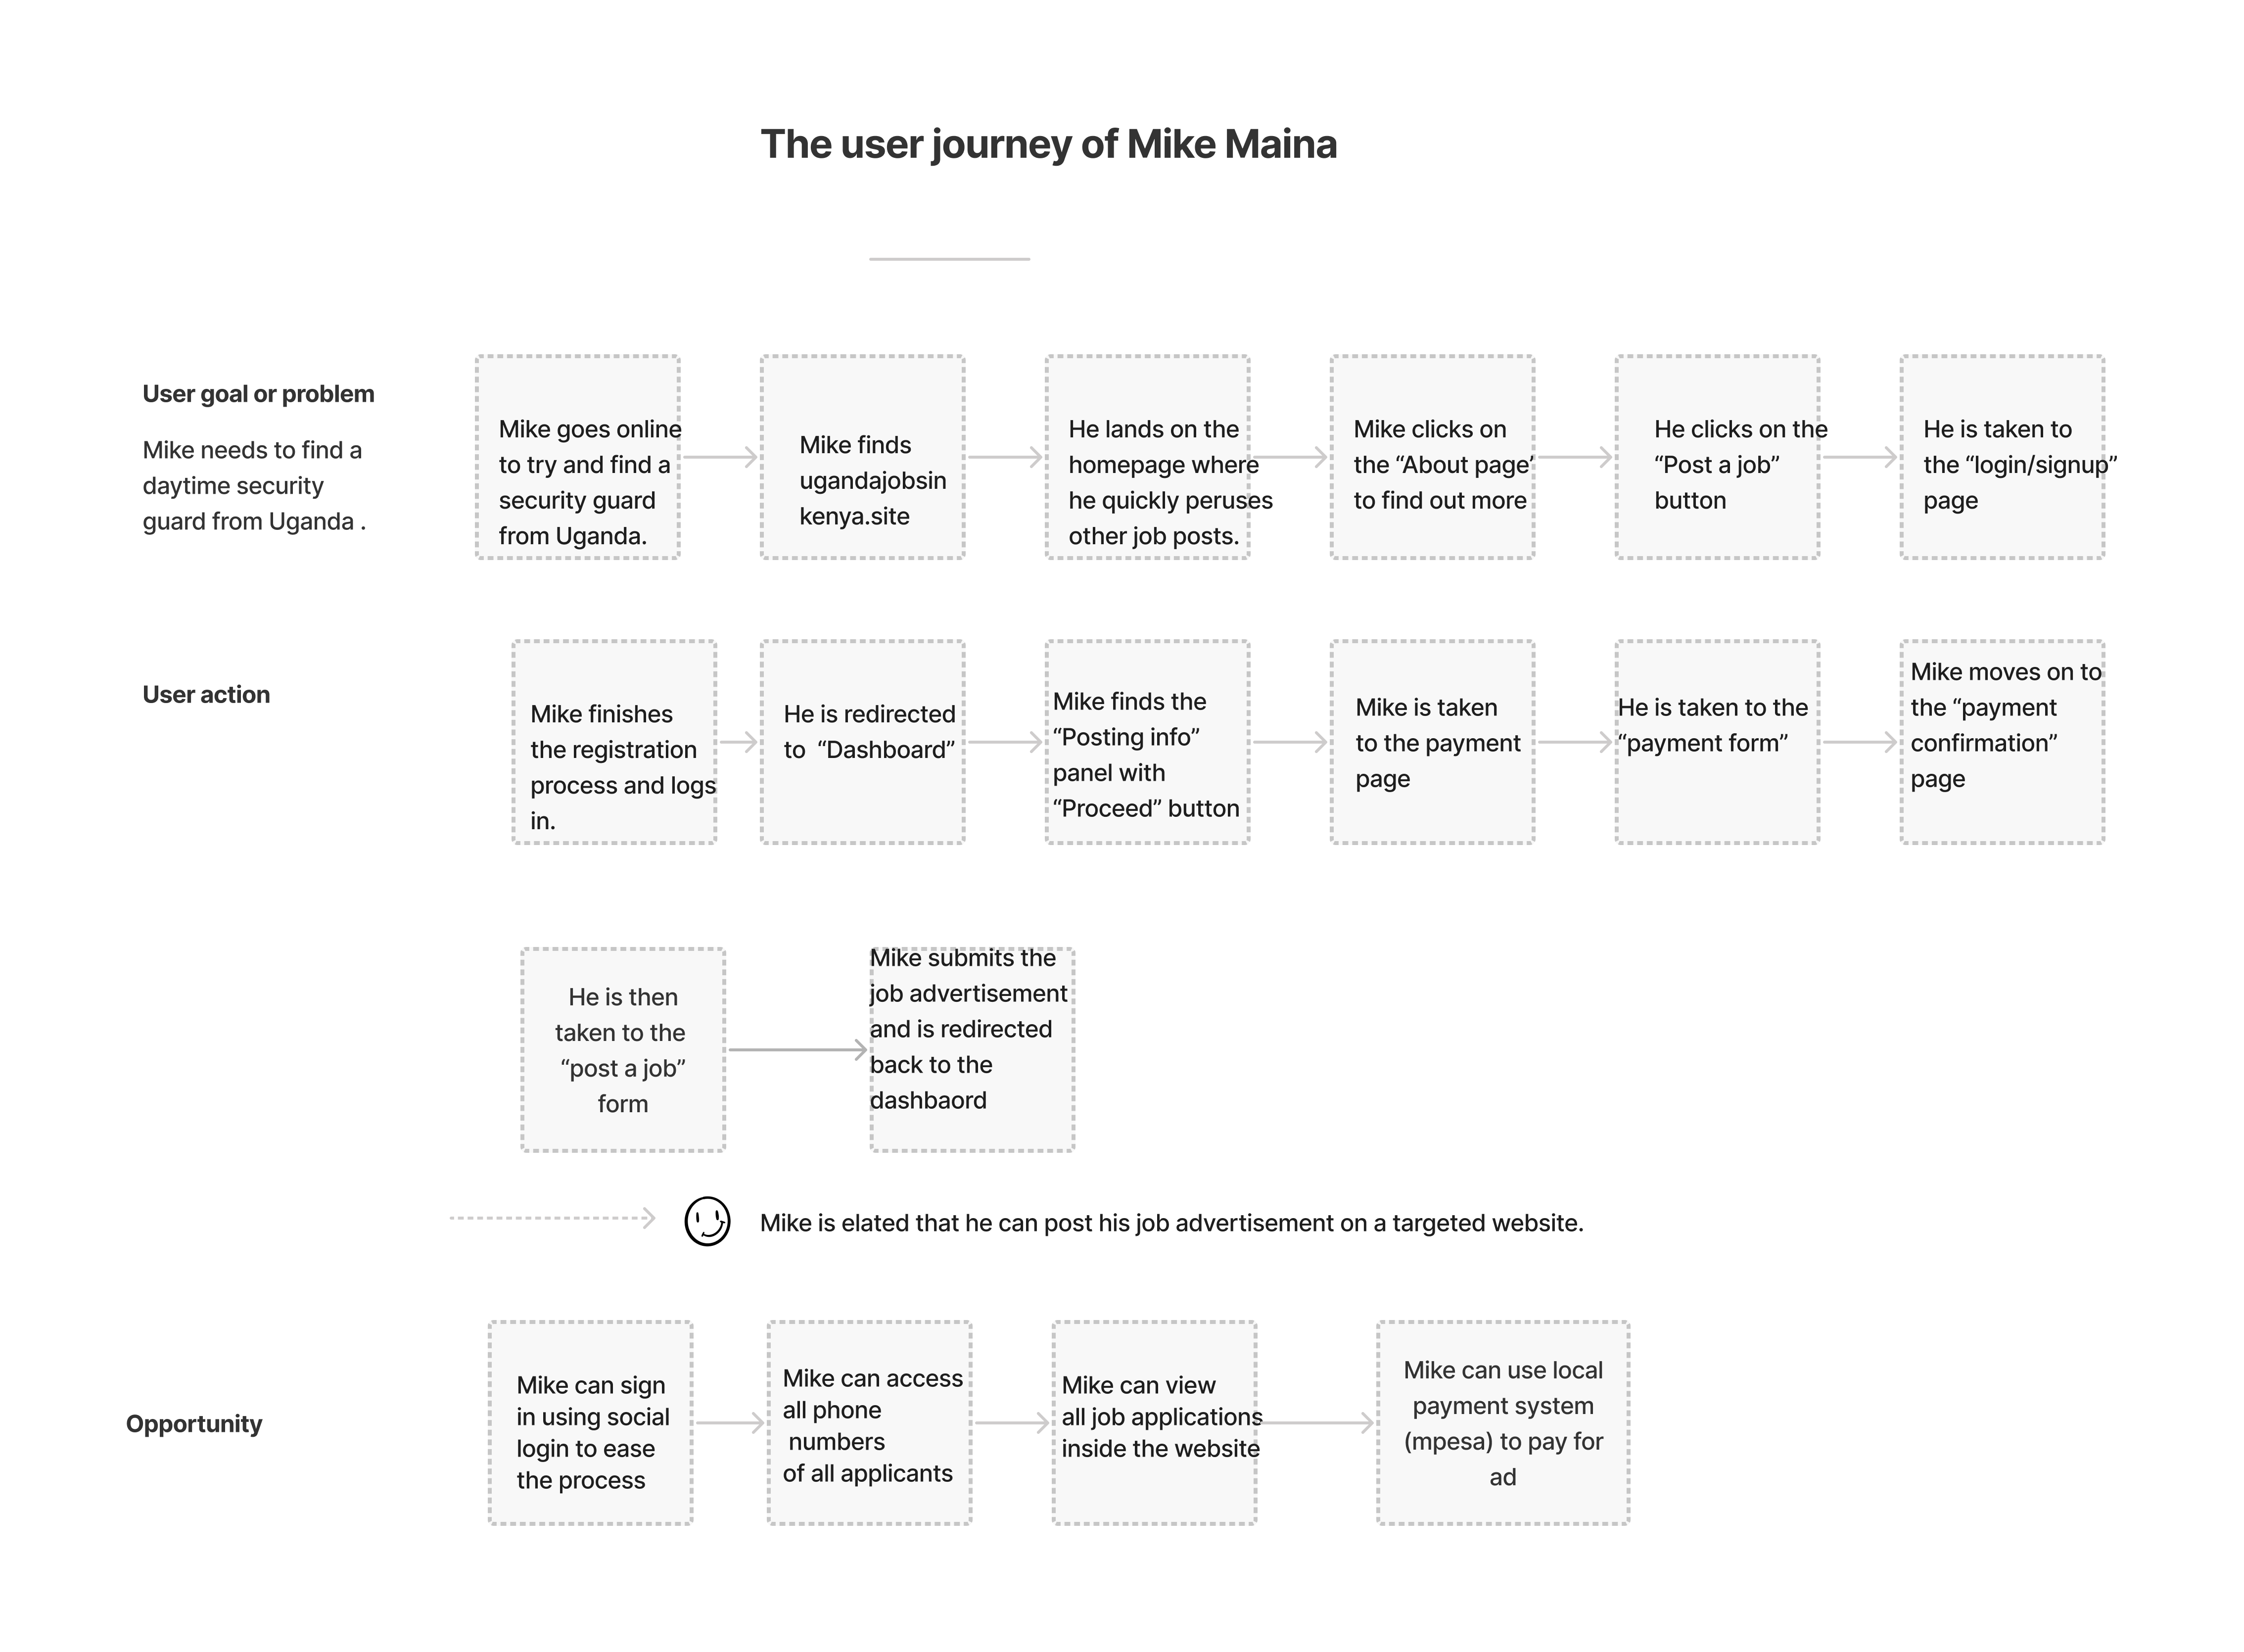 The user journey of Mike Maina
User goal or problem
Mike needs to find a
daytime security
guard from Uganda .
Mike goes online
to try and find a
security guard
from Uganda.
Mike finds
ugandajobsin
kenya.site
He lands on the
homepage where
he quickly peruses
other job posts.
Mike clicks on
the “About page’
to find out more
He clicks on the
“Post a job”
button
He is taken to
the “login/signup”
page
User action
Mike finishes
the registration
process and logs
in.
He is redirected
to “Dashboard”
Mike finds the
“Posting info”
panel with
“Proceed” button
Mike is taken
to the payment
page
He is taken to the
“payment form”
Mike moves on to
the “payment
confirmation”
page
He is then
taken to the
“post a job”
form
Mike submits the
job advertisement
and is redirected
back to the
dashbaord
Mike is elated that he can post his job advertisement on a targeted website.
Opportunity
Mike can sign
in using social
login to ease
the process
Mike can access
all phone
numbers
of all applicants
Mike can view
all job applications
inside the website
Mike can use local
payment system
(mpesa) to pay for
ad